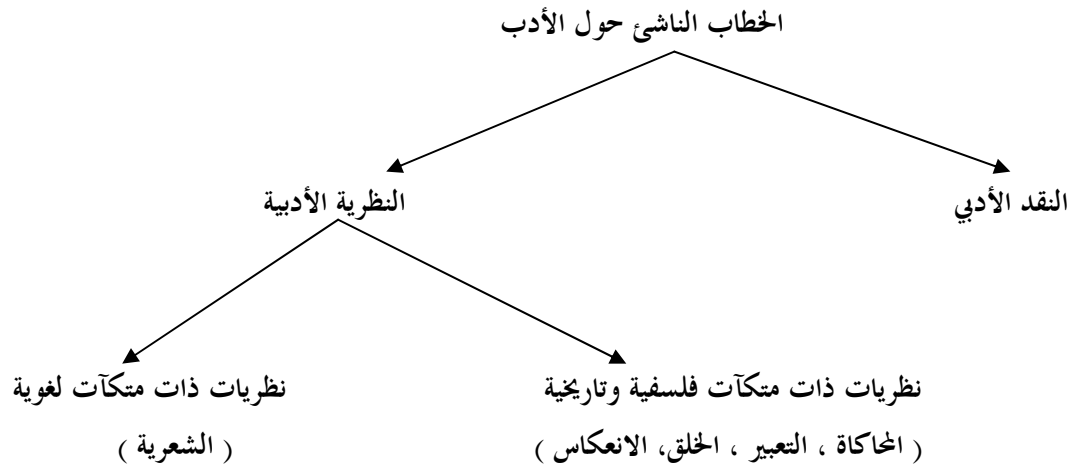 الخطاب الناشئ حول الأدب
النقد الأدبي
النظرية الأدبية
نظريات ذات متكآت فلسفية وتاريخية
( المحاكاة ، التعبير ، الخلق، الانعكاس )
نظريات ذات متكآت لغوية
( الشعرية )